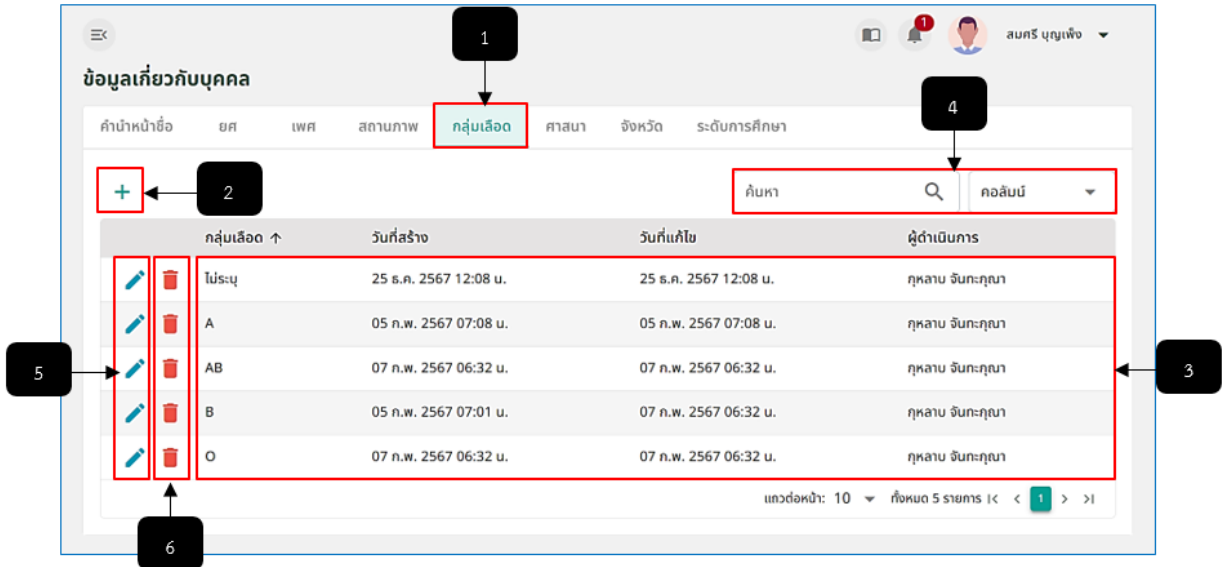 1
1
สมศรี บุญเพ็ง
ข้อมูลเกี่ยวกับบุคคล
4
คำนำหน้าชื่อ ยศ เพศ สถานภาพ กลุ่มเลือด ศาสนา จังหวัด ระดับการศึกษา
2
ค้นหา คอลัมน์
กลุ่มเลือด วันที่สร้าง วันที่แก้ไข ผู้ดำเนินการ
ไม่ระบุ 25 ธ.ค. 2567 12:08 น. 25 ธ.ค. 2567 12:08 น. กุหลาบ จันทะกุณา
A 05 ก.พ. 2567 07:08 น. 05 ก.พ. 2567 07:08 น. กุหลาบ จันทะกุณา
5
AB 07 ก.พ. 2567 06:32 น. 07 ก.พ. 2567 06:32 น. กุหลาบ จันทะกุณา
3
B 05 ก.พ. 2567 07:01 น. 07 ก.พ. 2567 06:32 น. กุหลาบ จันทะกุณา
O 07 ก.พ. 2567 06:32 น. 07 ก.พ. 2567 06:32 น. กุหลาบ จันทะกุณา
แถวต่อหน้า: 10 ทั้งหมด 5 รายการ |< < 1 > >|
6